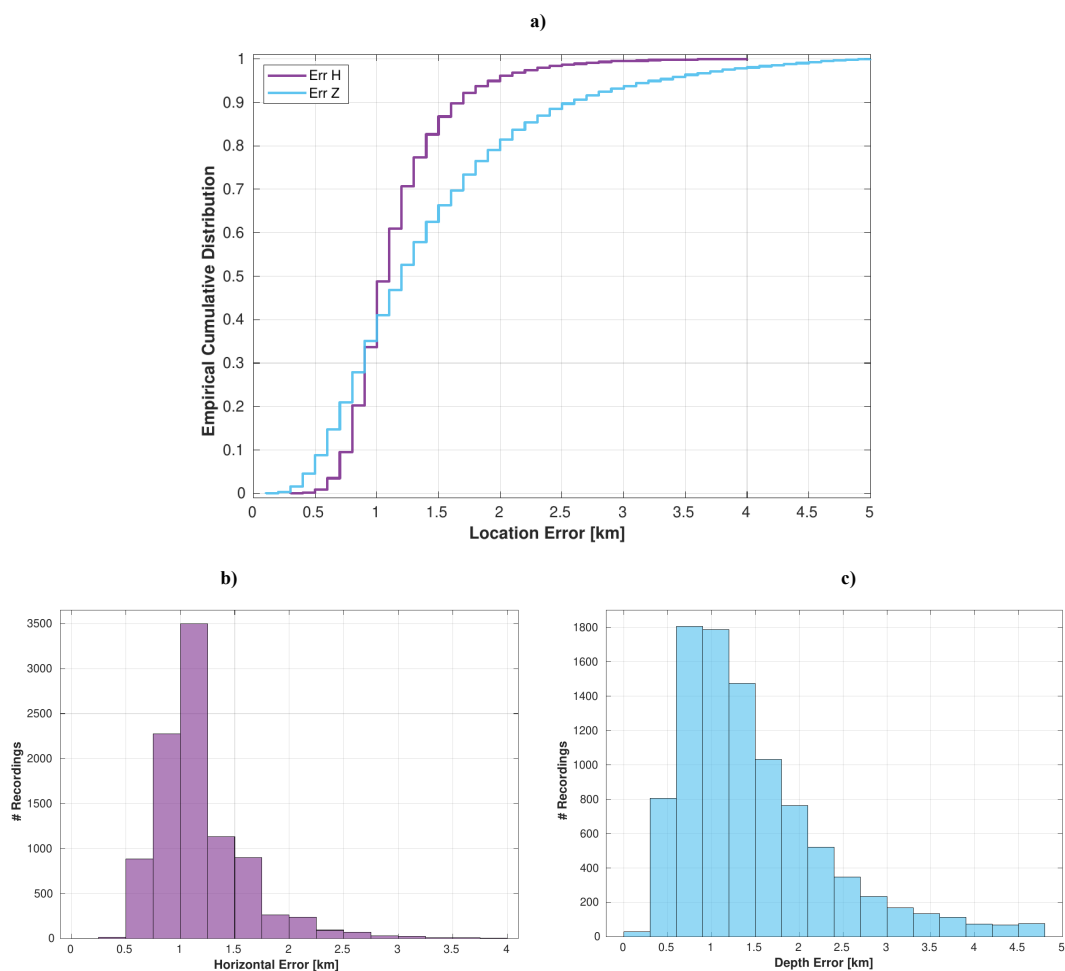 a)
Err H
Err Z
Empirical Cumulative Distribution
1
0.9
0.8
0.7
0.6
0.5
0.4
0.3
0.2
0.1
0
0 0.5 1 1.5 2 2.5 3 3.5 4 4.5 5
Location Error [km]
b)
# Recordings
3500
3000
2500
2000
1500
1000
500
0
0 0.5 1 1.5 2 2.5 3 3.5 4
Horizontal Error [km]
c)
# Recordings
1800
1600
1400
1200
1000
800
600
400
200
0
0 0.5 1 1.5 2 2.5 3 3.5 4 4.5 5
Depth Error [km]